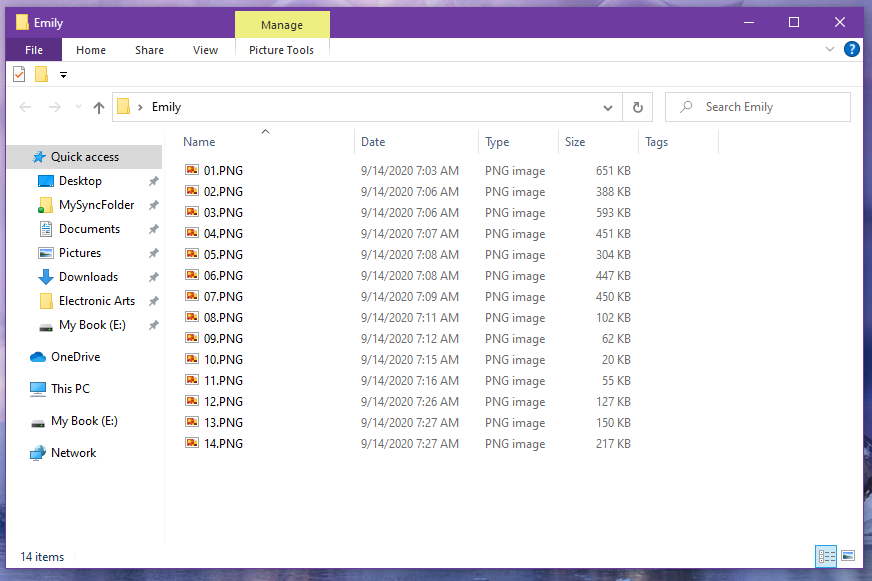 Emily
Manage
File Home Share View Picture Tools
Emily
Search Emily
Name Date Type Size Tags
Quick access
Desktop
MySyncFolder
Documents
Pictures
Downloads
Electronic Arts
My Book (E:)
OneDrive
This PC
My Book (E:)
Network
01.PNG 9/14/2020 7:03 AM PNG image 651 KB
02.PNG 9/14/2020 7:06 AM PNG image 388 KB
03.PNG 9/14/2020 7:06 AM PNG image 593 KB
04.PNG 9/14/2020 7:07 AM PNG image 451 KB
05.PNG 9/14/2020 7:08 AM PNG image 304 KB
06.PNG 9/14/2020 7:08 AM PNG image 447 KB
07.PNG 9/14/2020 7:09 AM PNG image 450 KB
08.PNG 9/14/2020 7:11 AM PNG image 102 KB
09.PNG 9/14/2020 7:12 AM PNG image 62 KB
10.PNG 9/14/2020 7:15 AM PNG image 20 KB
11.PNG 9/14/2020 7:16 AM PNG image 55 KB
12.PNG 9/14/2020 7:26 AM PNG image 127 KB
13.PNG 9/14/2020 7:27 AM PNG image 150 KB
14.PNG 9/14/2020 7:27 AM PNG image 217 KB
14 items